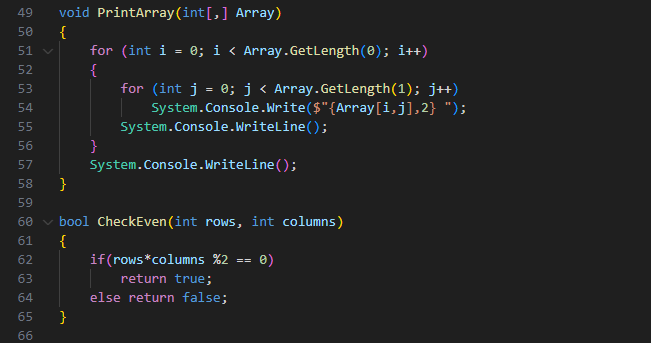 49 void PrintArray(int[,] Array)
50 {
51 for (int i = 0; i < Array.GetLength(0); i++)
52 {
53 for (int j = 0; j < Array.GetLength(1); j++)
54 System.Console.Write($"{Array[i,j],2} ");
55 System.Console.WriteLine();
56 }
57 System.Console.WriteLine();
58 }
59
60 bool CheckEven(int rows, int columns)
61 {
62 if(rows*columns %2 == 0)
63 return true;
64 else return false;
65 }
66